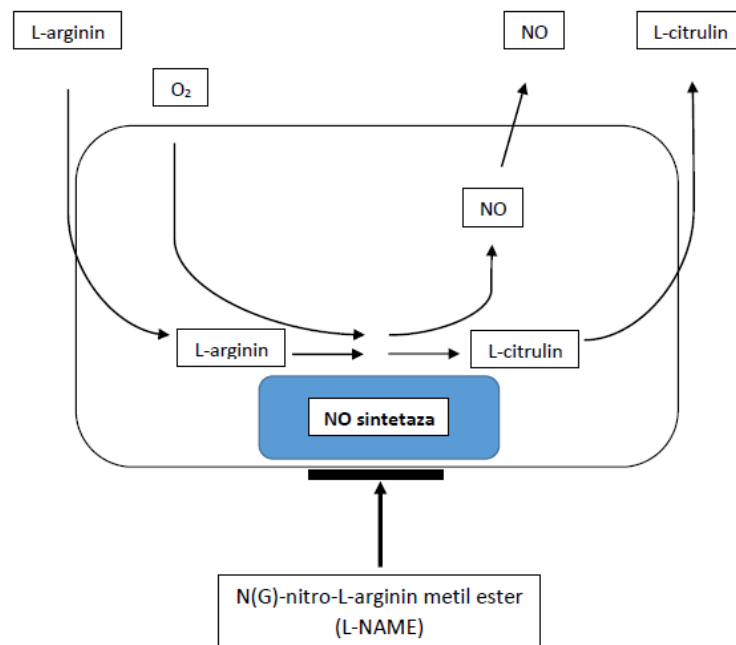 L-arginin
NO
L-citrulin
O₂
NO
L-arginin
L-citrulin
NO sintetaza
N(G)-nitro-L-arginin metil ester
(L-NAME)